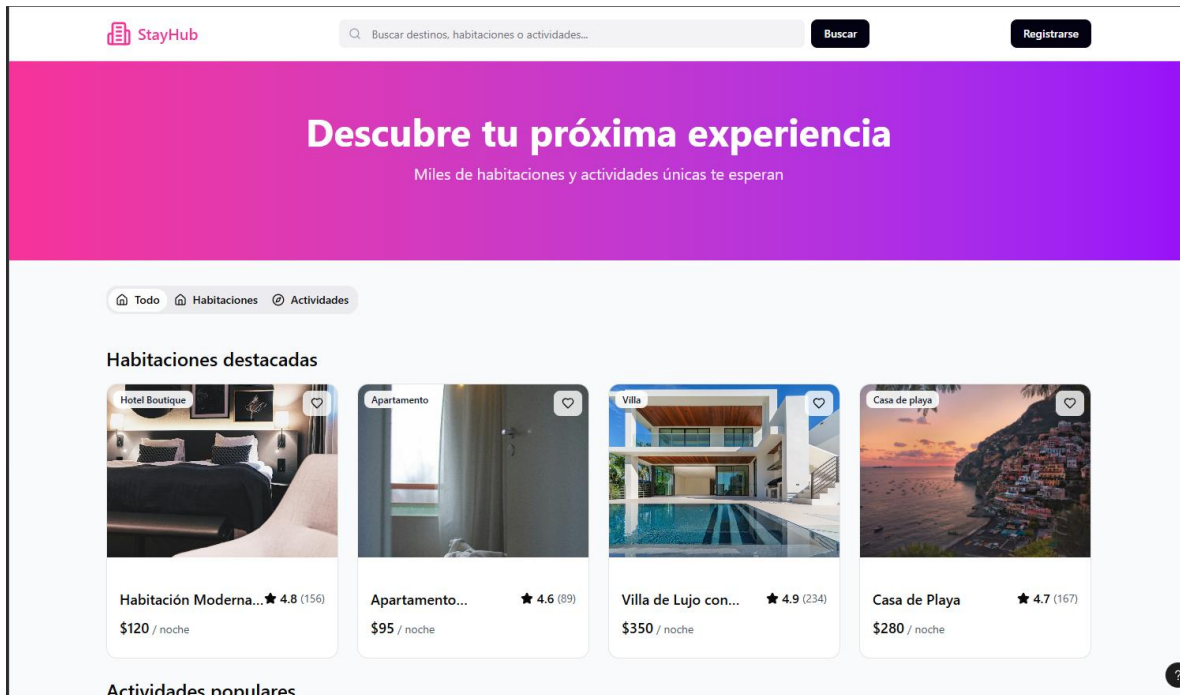 StayHub
Buscar destinos, habitaciones o actividades...
Buscar
Registrarse
Descubre tu próxima experiencia
Miles de habitaciones y actividades únicas te esperan
Todo
Habitaciones
Actividades
Habitaciones destacadas
Hotel Boutique
Apartamento
Villa
Casa de playa
Habitación Moderna... 4.8 (156)
$120 / noche
Apartamento... 4.6 (89)
$95 / noche
Villa de Lujo con... 4.9 (234)
$350 / noche
Casa de Playa 4.7 (167)
$280 / noche
Actividades populares
?